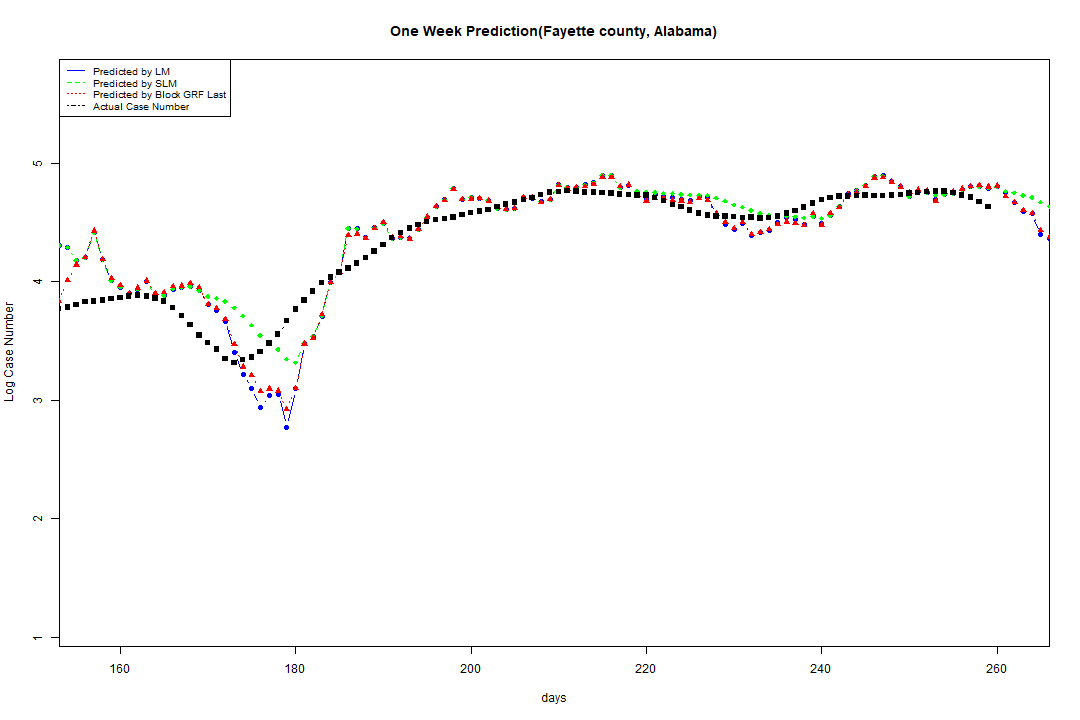 One Week Prediction(Fayette county, Alabama)
Predicted by LM
Predicted by SLM
Predicted by Block GRF Last
Actual Case Number
5
4
3
2
1
Log Case Number
160 180 200 220 240 260
days